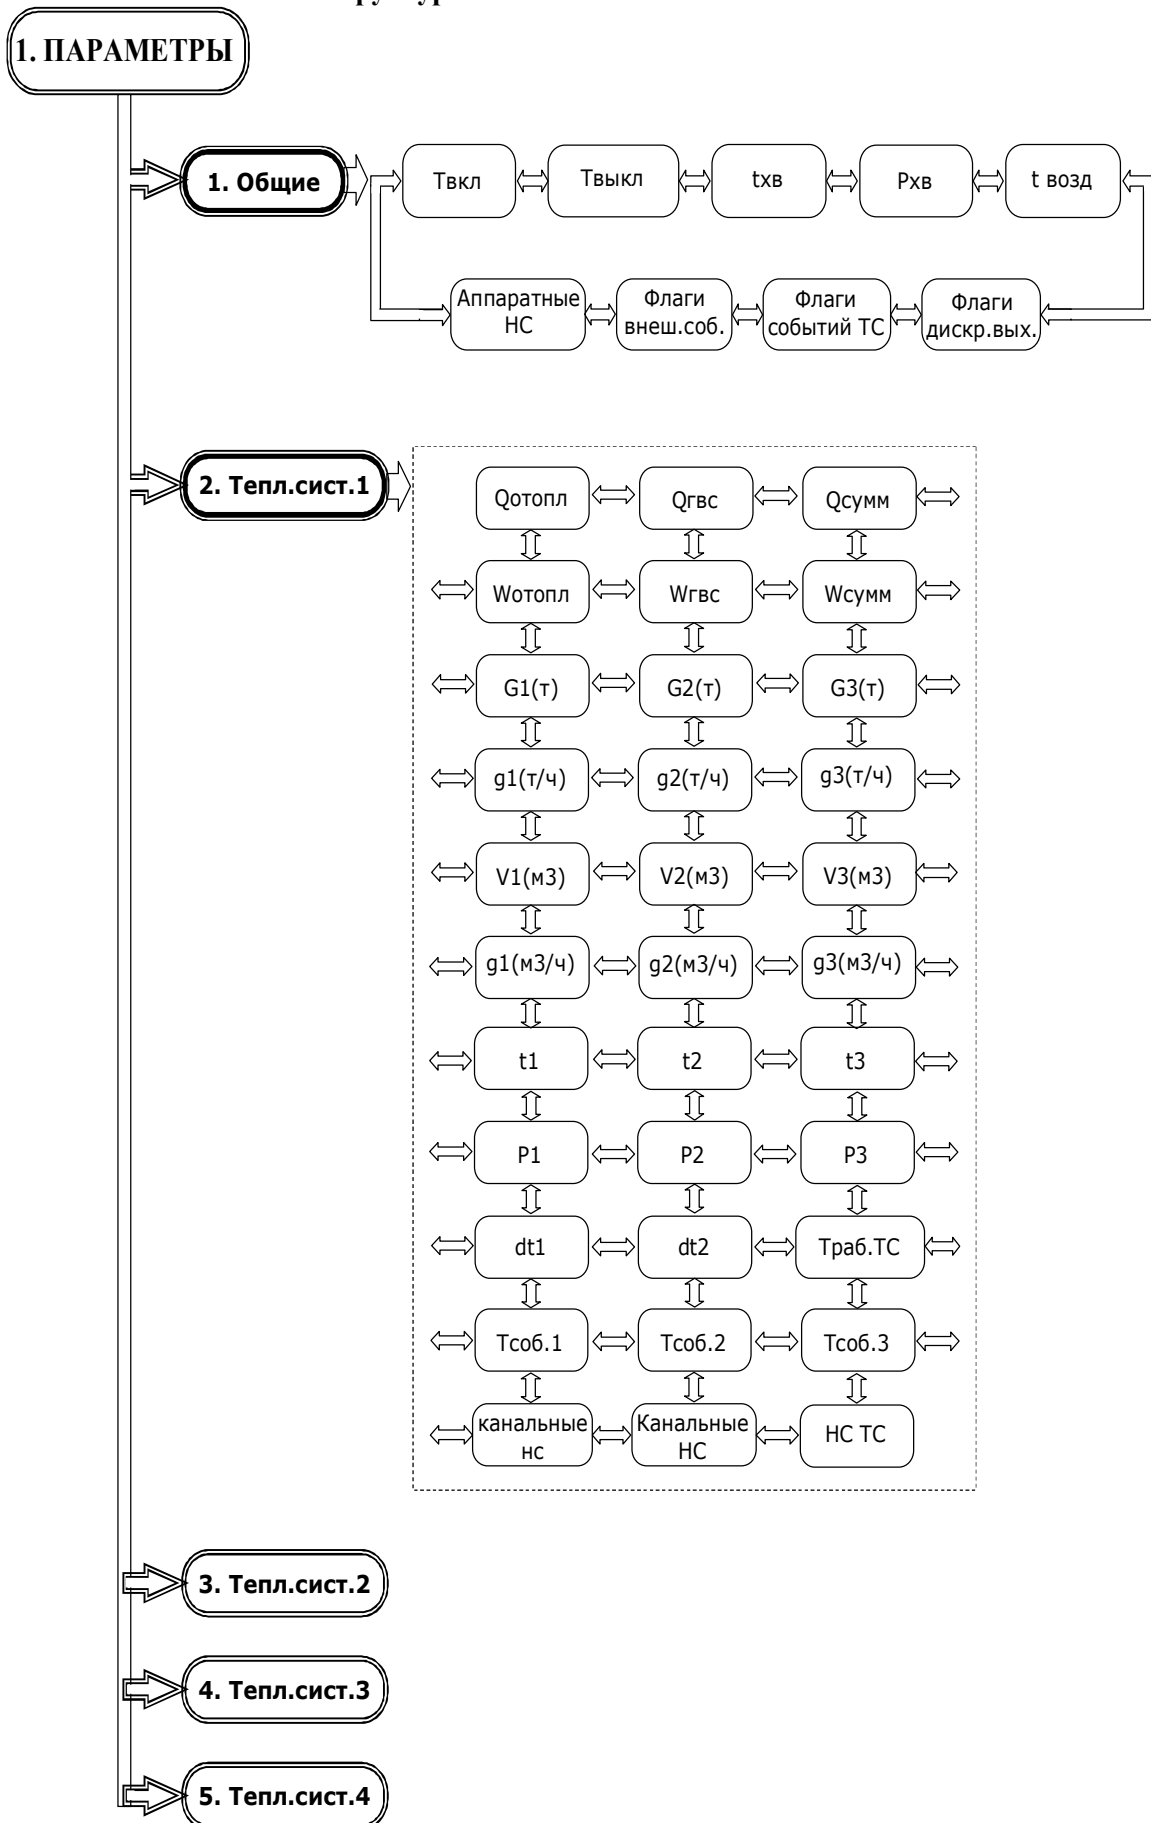 1. ПАРАМЕТРЫ
1. Общие
Твкл
Твыкл
tхв
Рхв
t возд
Аппаратные
НС
Флаги
внеш.соб.
Флаги
событий ТС
Флаги
дискр.вых.
2. Тепл.сист.1
Qотопл
Qгвс
Qсумм
Wотопл
Wгвс
Wсумм
G1(т)
G2(т)
G3(т)
g1(т/ч)
g2(т/ч)
g3(т/ч)
V1(м3)
V2(м3)
V3(м3)
g1(м3/ч)
g2(м3/ч)
g3(м3/ч)
t1
t2
t3
P1
P2
P3
dt1
dt2
Траб.ТС
Тсоб.1
Тсоб.2
Тсоб.3
канальные
нс
Канальные
НС
НС ТС
3. Тепл.сист.2
4. Тепл.сист.3
5. Тепл.сист.4